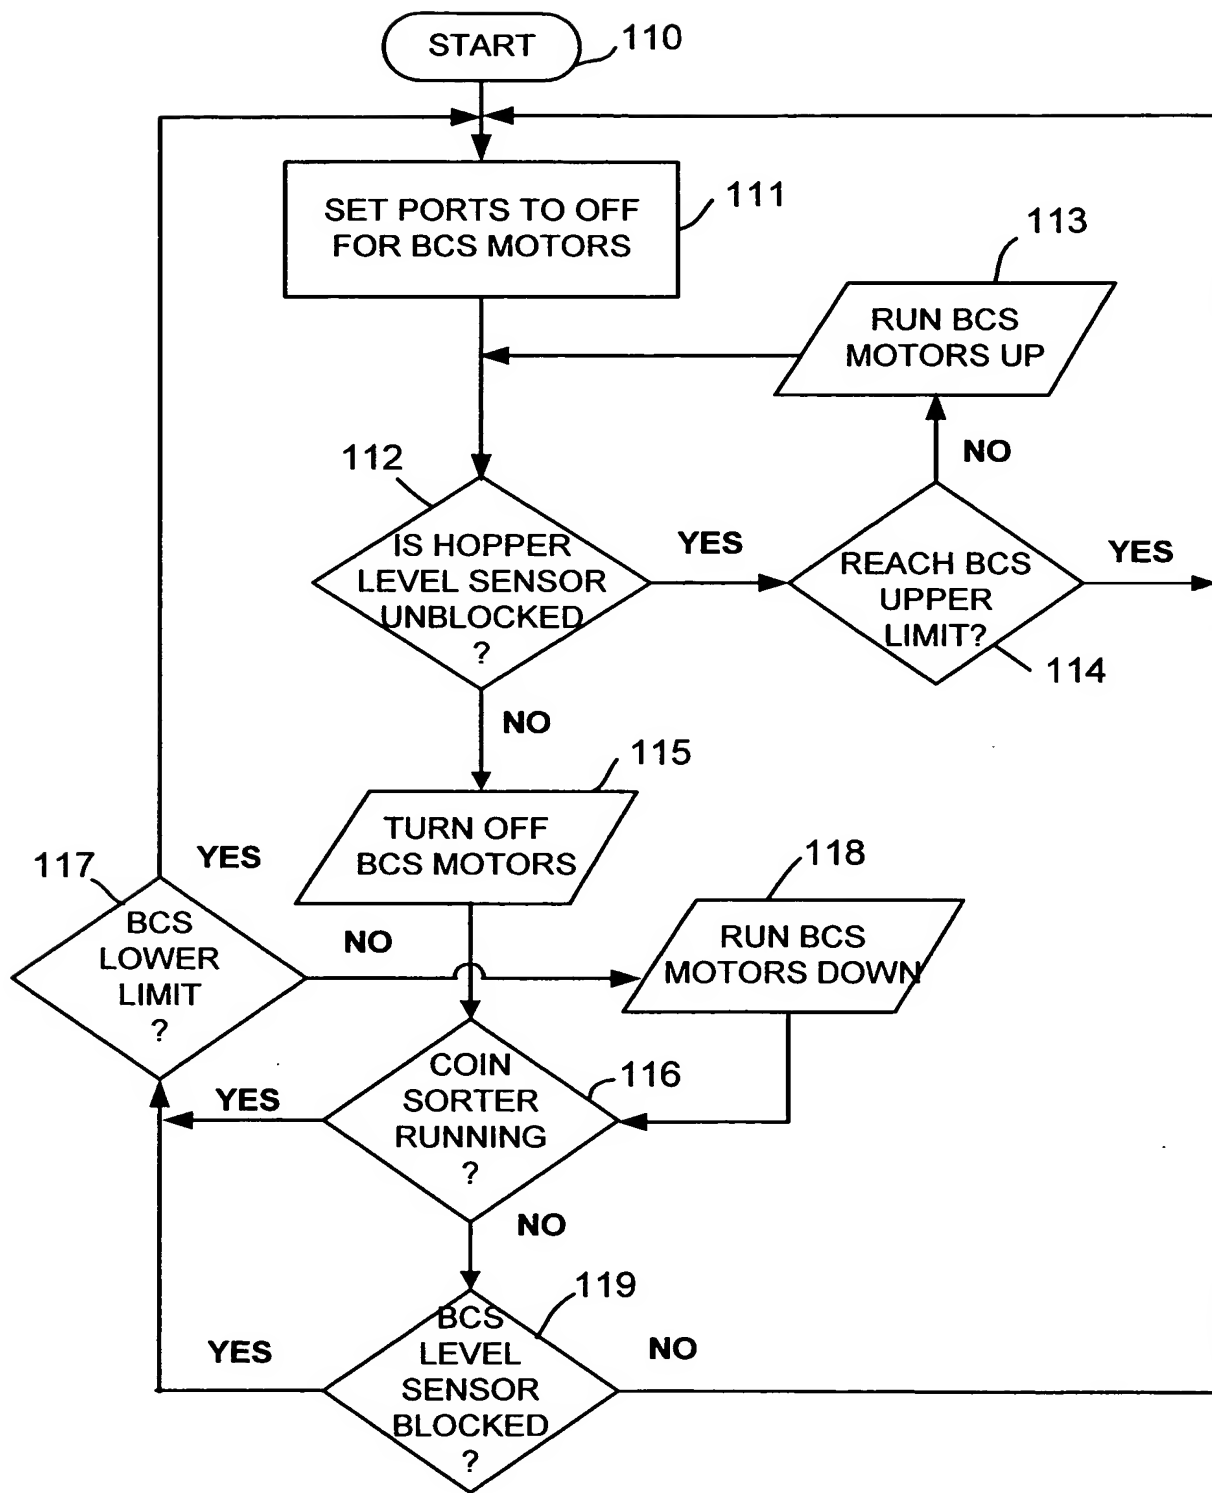 START
110
SET PORTS TO OFF
FOR BCS MOTORS
111
113
RUN BCS
MOTORS UP
NO
112
IS HOPPER
LEVEL SENSOR
UNBLOCKED
?
YES
REACH BCS
UPPER
LIMIT?
YES
114
NO
115
TURN OFF
BCS MOTORS
117
YES
BCS
LOWER
LIMIT
?
NO
118
RUN BCS
MOTORS DOWN
COIN
SORTER
RUNNING
?
116
YES
NO
119
BCS
LEVEL
SENSOR
BLOCKED
?
YES
NO